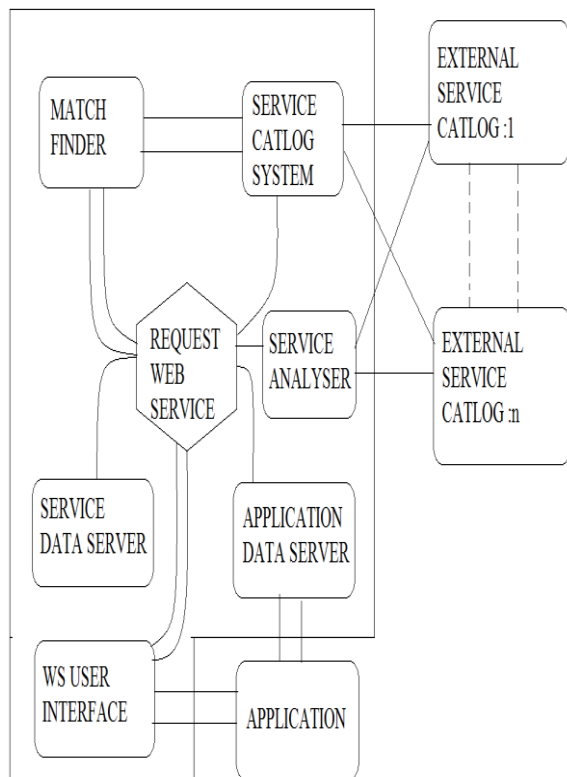 MATCH
FINDER
SERVICE
CATLOG
SYSTEM
EXTERNAL
SERVICE
CATLOG :1
REQUEST
WEB
SERVICE
SERVICE
ANALYSER
EXTERNAL
SERVICE
CATLOG :n
SERVICE
DATA SERVER
APPLICATION
DATA SERVER
WS USER
INTERFACE
APPLICATION